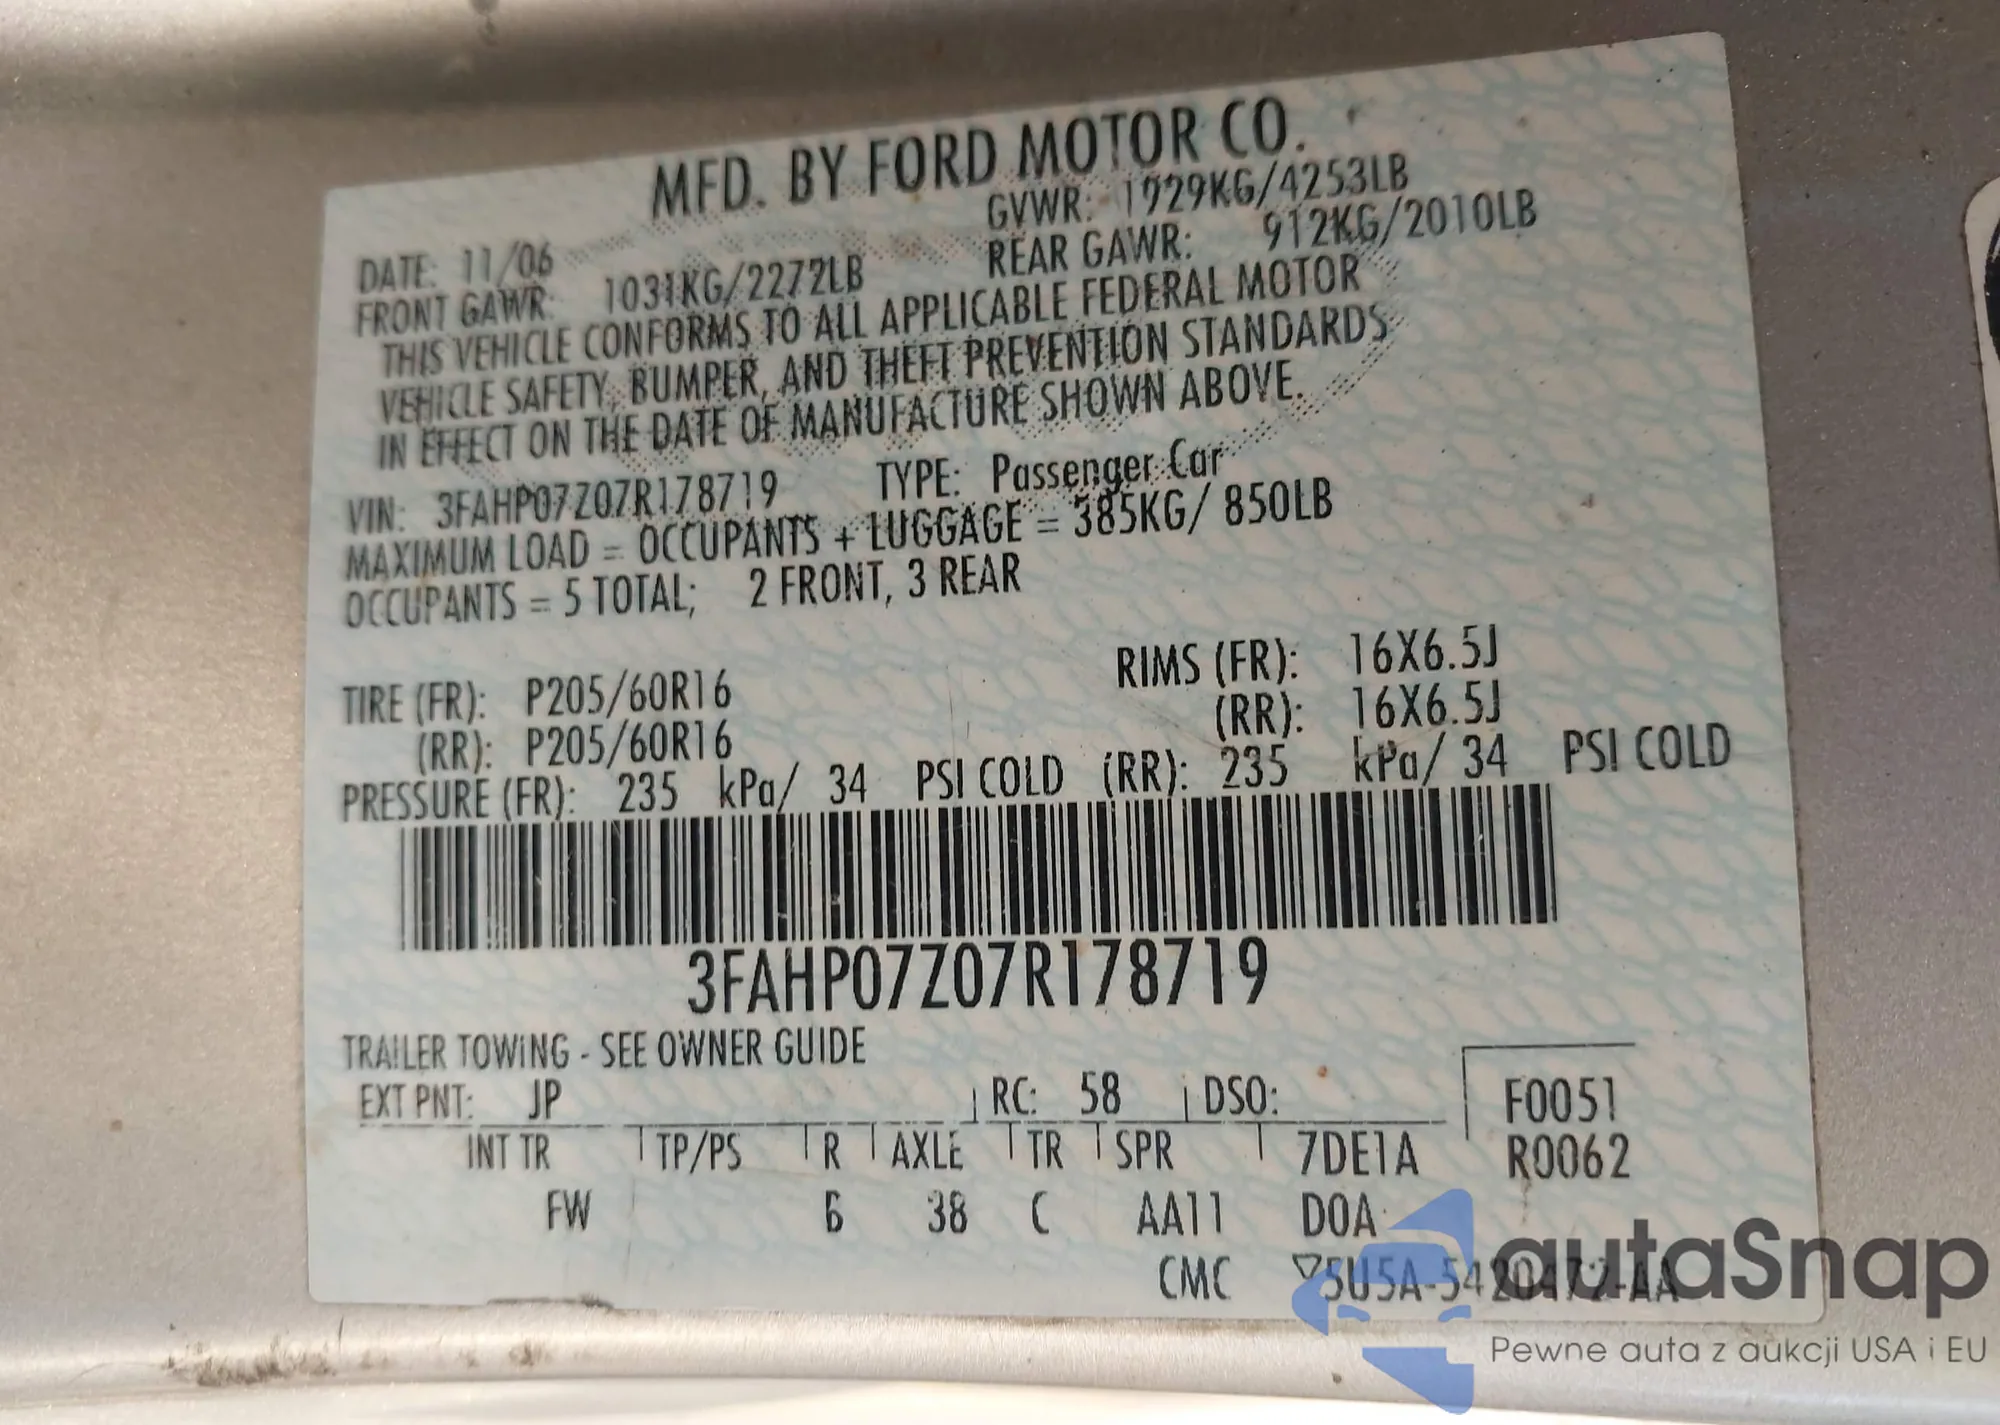 MFD. BY FORD MOTOR CO.
DATE: 11/06 GVWR: 1929KG/4253LB
FRONT GAWR: 1031KG/2272LB REAR GAWR: 912KG/2010LB
THIS VEHICLE CONFORMS TO ALL APPLICABLE FEDERAL MOTOR
VEHICLE SAFETY, BUMPER, AND THEFT PREVENTION STANDARDS
IN EFFECT ON THE DATE OF MANUFACTURE SHOWN ABOVE.
VIN: 3FAHP07Z07R178719 TYPE: Passenger Car
MAXIMUM LOAD = OCCUPANTS + LUGGAGE = 385KG/ 850LB
OCCUPANTS = 5 TOTAL; 2 FRONT, 3 REAR
TIRE (FR): P205/60R16 RIMS (FR): 16X6.5J
(RR): P205/60R16 (RR): 16X6.5J
PRESSURE (FR): 235 kPa/ 34 PSI COLD (RR): 235 kPa/ 34 PSI COLD
3FAHP07Z07R178719
TRAILER TOWING - SEE OWNER GUIDE
EXT PNT: JP RC: 58 DSO: F0051
INT TR TP/PS R AXLE TR SPR 7DE1A R0062
FW 6 38 C AA11 D0A
CMC ▽5U5A-5420472-AA
autaSnap
Pewne auta z aukcji USA i EU